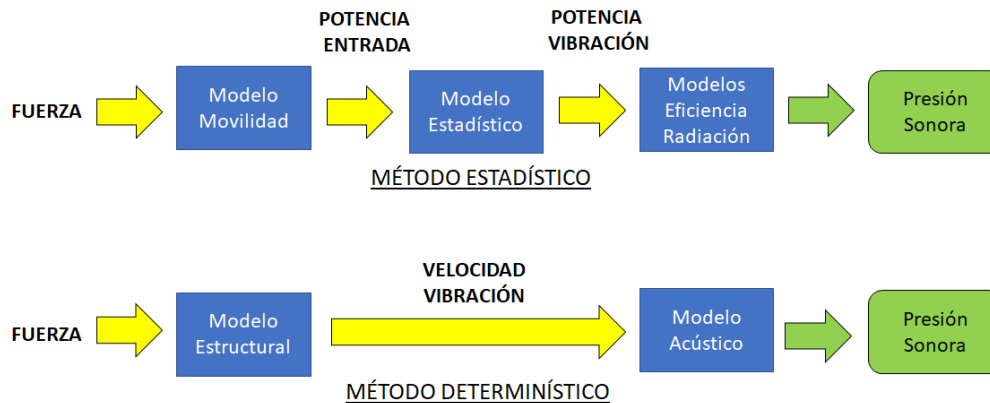 POTENCIA
ENTRADA
POTENCIA
VIBRACIÓN
FUERZA
Modelo
Movilidad
Modelo
Estadístico
Modelos
Eficiencia
Radiación
Presión
Sonora
MÉTODO ESTADÍSTICO
VELOCIDAD
VIBRACIÓN
FUERZA
Modelo
Estructural
Modelo
Acústico
Presión
Sonora
MÉTODO DETERMINÍSTICO